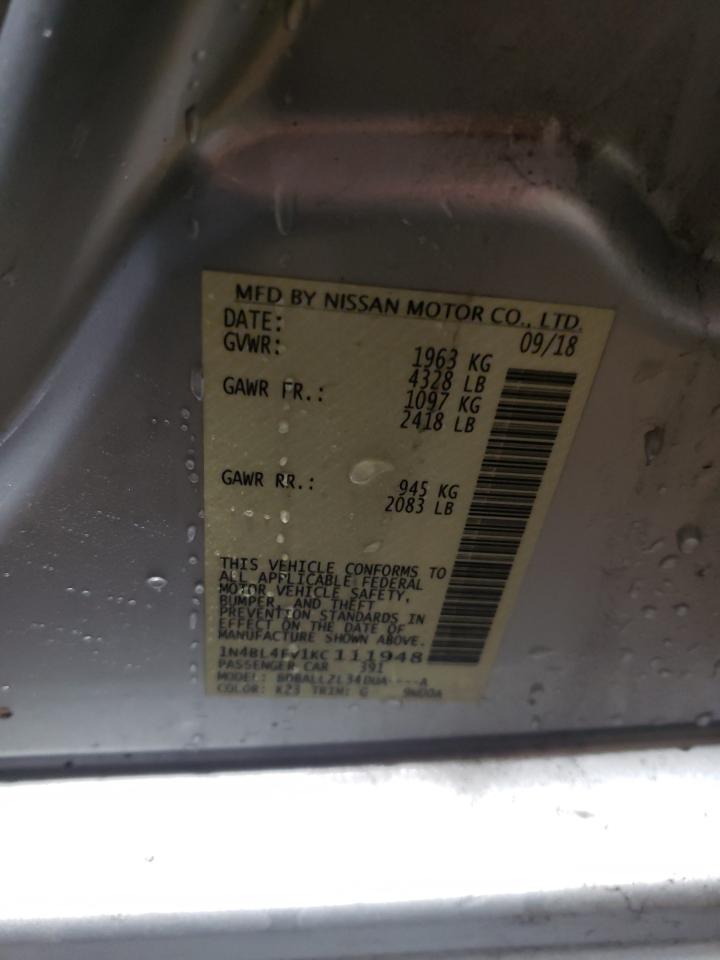 MFD BY NISSAN MOTOR CO., LTD.
DATE: 09/18
GVWR: 1963 KG
4328 LB
GAWR FR.: 1097 KG
2418 LB
GAWR RR.: 945 KG
2083 LB
THIS VEHICLE CONFORMS TO
ALL APPLICABLE FEDERAL
MOTOR VEHICLE SAFETY,
BUMPER, AND THEFT
PREVENTION STANDARDS IN
EFFECT ON THE DATE OF
MANUFACTURE SHOWN ABOVE.
1N4BL4FV1KC111948
PASSENGER CAR 391
MODEL:
COLOR: K23 TRIM: G